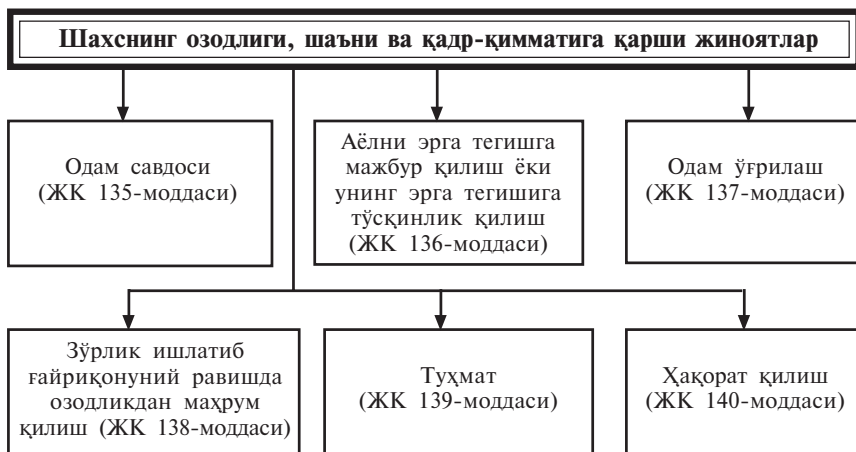 Шахснинг озодлиги, шаъни ва қадр-қимматига қарши жиноятлар
Одам савдоси
(ЖК 135-моддаси)
Аёлни эрга тегишга
мажбур қилиш ёки
унинг эрга тегишига
тўсқинлик қилиш
(ЖК 136-моддаси)
Одам ўғрилаш
(ЖК 137-моддаси)
Зўрлик ишлатиб
ғайриқонуний равишда
озодликдан маҳрум
қилиш (ЖК 138-моддаси)
Туҳмат
(ЖК 139-моддаси)
Ҳақорат қилиш
(ЖК 140-моддаси)